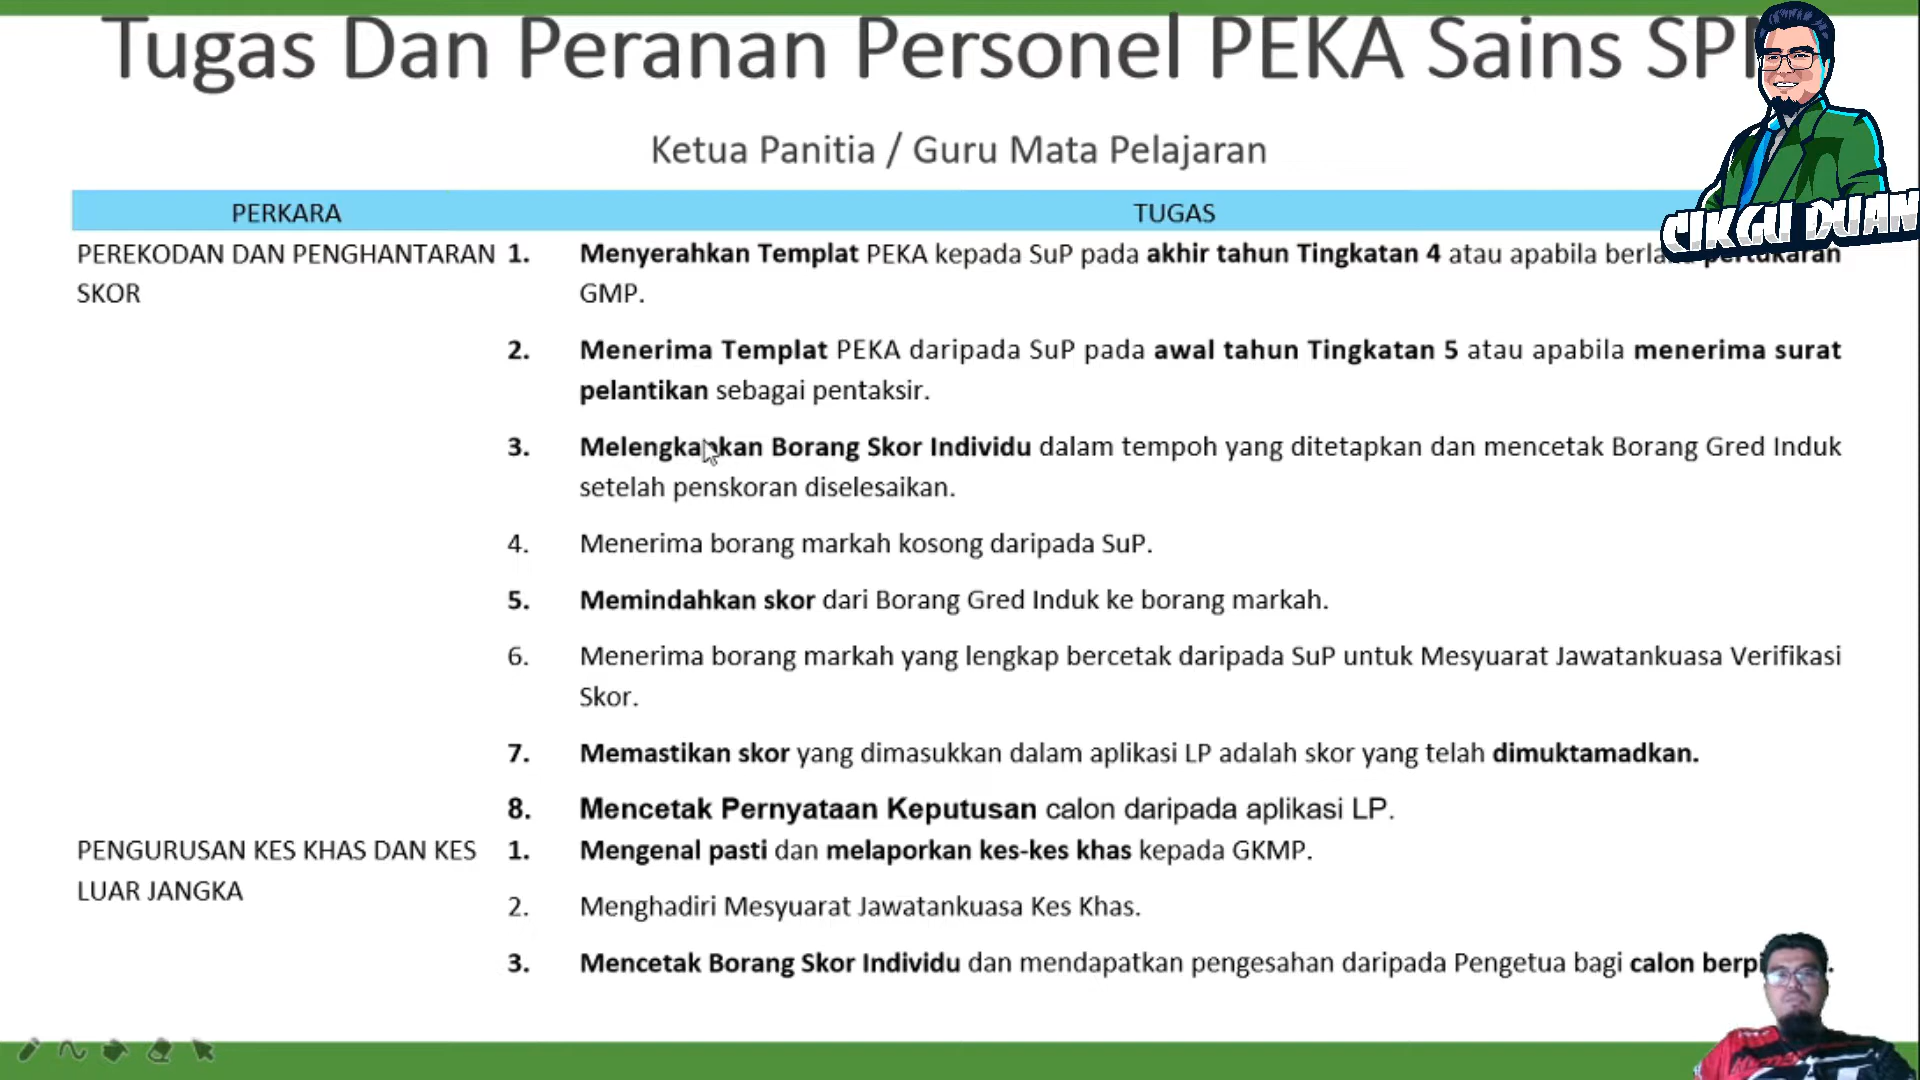 Tugas Dan Peranan Personel PEKA Sains
Ketua Panitia / Guru Mata Pelajaran
PERKARA TUGAS
CIKGU DUAN
PEREKODAN DAN PENGHANTARAN SKOR
1. Menyerahkan Templat PEKA kepada SuP pada akhir tahun Tingkatan 4 atau apabila pertukaran
GMP.
2. Menerima Templat PEKA daripada SuP pada awal tahun Tingkatan 5 atau apabila menerima surat
pelantikan sebagai pentaksir.
3. Melengkapkan Borang Skor Individu dalam tempoh yang ditetapkan dan mencetak Borang Gred Induk
setelah penskoran diselesaikan.
4. Menerima borang markah kosong daripada SuP.
5. Memindahkan skor dari Borang Gred Induk ke borang markah.
6. Menerima borang markah yang lengkap bercetak daripada SuP untuk Mesyuarat Jawatankuasa Verifikasi
Skor.
7. Memastikan skor yang dimasukkan dalam aplikasi LP adalah skor yang telah dimuktamadkan.
8. Mencetak Pernyataan Keputusan calon daripada aplikasi LP.
PENGURUSAN KES KHAS DAN KES
LUAR JANGKA
1. Mengenal pasti dan melaporkan kes-kes khas kepada GKMP.
2. Menghadiri Mesyuarat Jawatankuasa Kes Khas.
3. Mencetak Borang Skor Individu dan mendapatkan pengesahan daripada Pengetua bagi calon